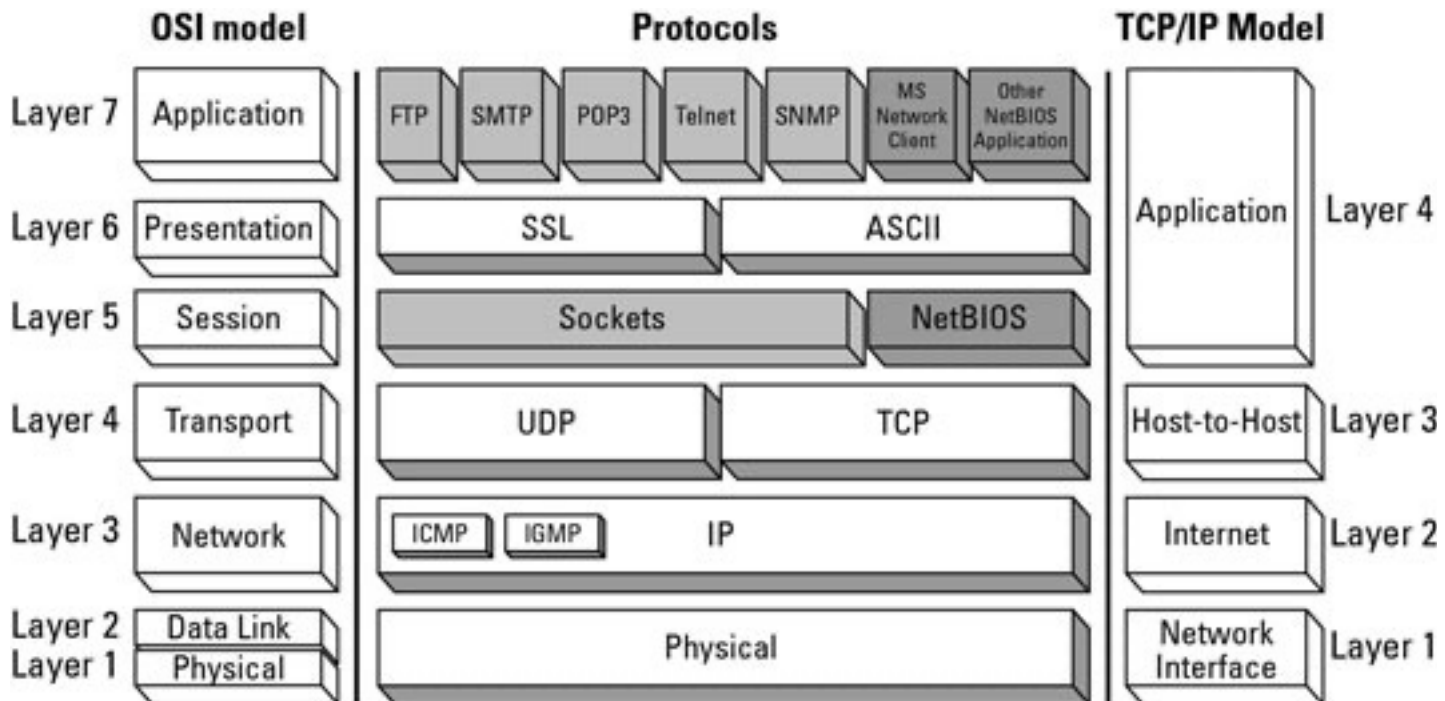 OSI model Protocols TCP/IP Model
Layer 7 Application FTP SMTP POP3 Telnet SNMP MS Network Client Other NetBIOS Application
Layer 6 Presentation SSL ASCII Application Layer 4
Layer 5 Session Sockets NetBIOS
Layer 4 Transport UDP TCP Host-to-Host Layer 3
Layer 3 Network ICMP IGMP IP Internet Layer 2
Layer 2 Data Link
Layer 1 Physical Physical Network Interface Layer 1